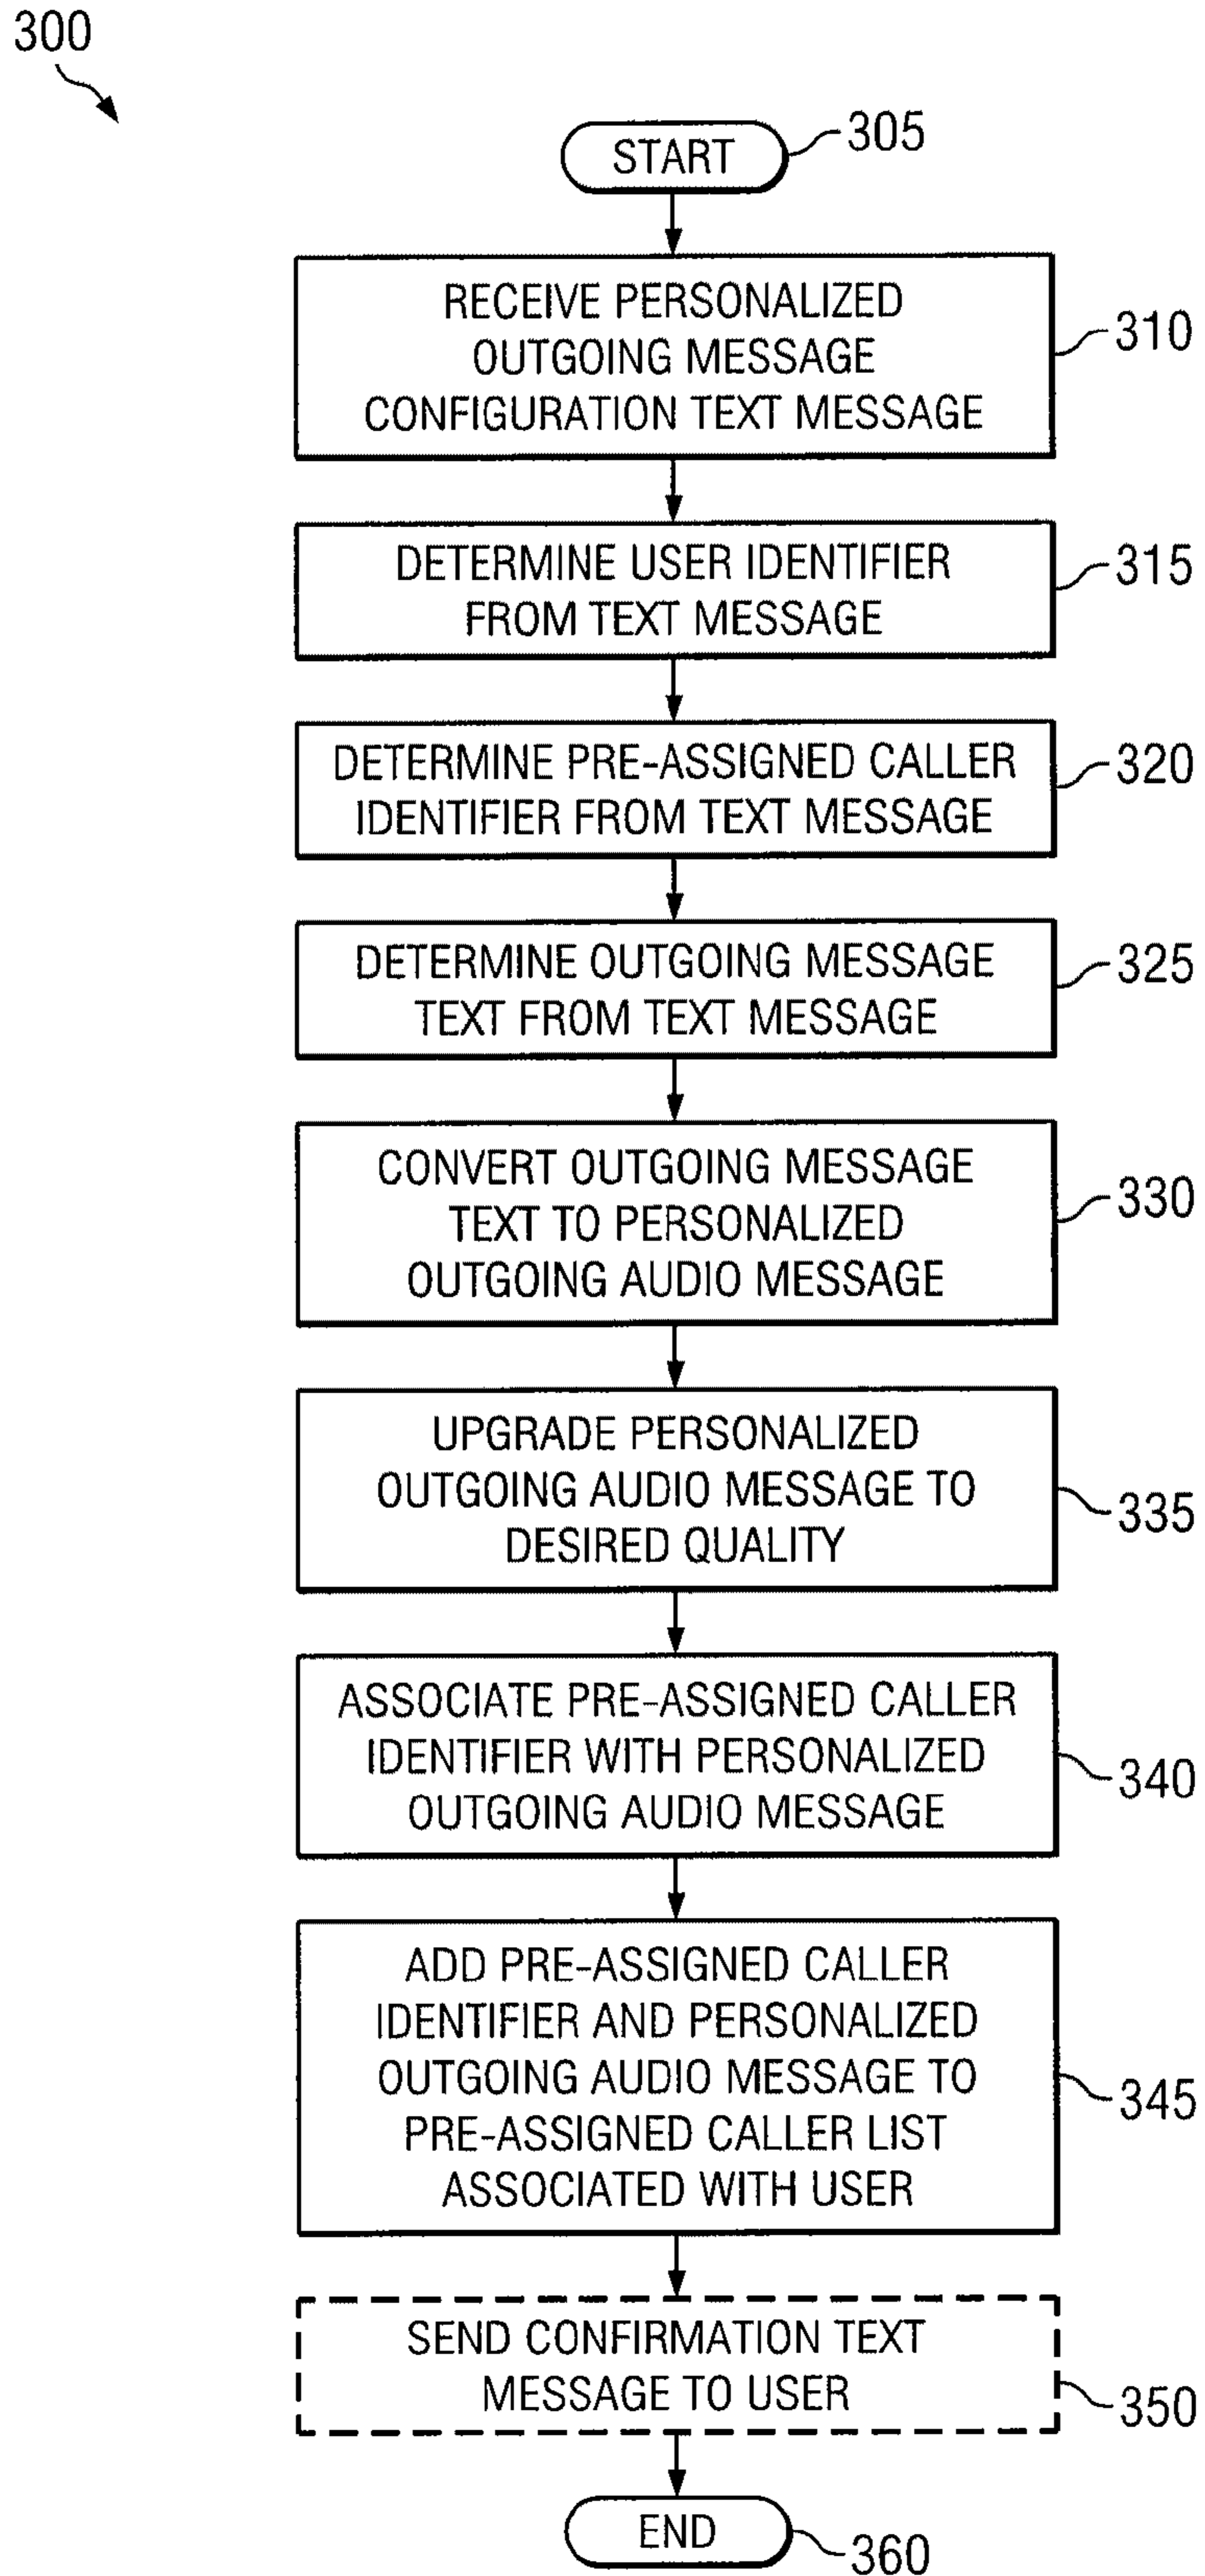 300
START
305
RECEIVE PERSONALIZED
OUTGOING MESSAGE
CONFIGURATION TEXT MESSAGE
310
DETERMINE USER IDENTIFIER
FROM TEXT MESSAGE
315
DETERMINE PRE-ASSIGNED CALLER
IDENTIFIER FROM TEXT MESSAGE
320
DETERMINE OUTGOING MESSAGE
TEXT FROM TEXT MESSAGE
325
CONVERT OUTGOING MESSAGE
TEXT TO PERSONALIZED
OUTGOING AUDIO MESSAGE
330
UPGRADE PERSONALIZED
OUTGOING AUDIO MESSAGE TO
DESIRED QUALITY
335
ASSOCIATE PRE-ASSIGNED CALLER
IDENTIFIER WITH PERSONALIZED
OUTGOING AUDIO MESSAGE
340
ADD PRE-ASSIGNED CALLER
IDENTIFIER AND PERSONALIZED
OUTGOING AUDIO MESSAGE TO
PRE-ASSIGNED CALLER LIST
ASSOCIATED WITH USER
345
SEND CONFIRMATION TEXT
MESSAGE TO USER
350
END
360